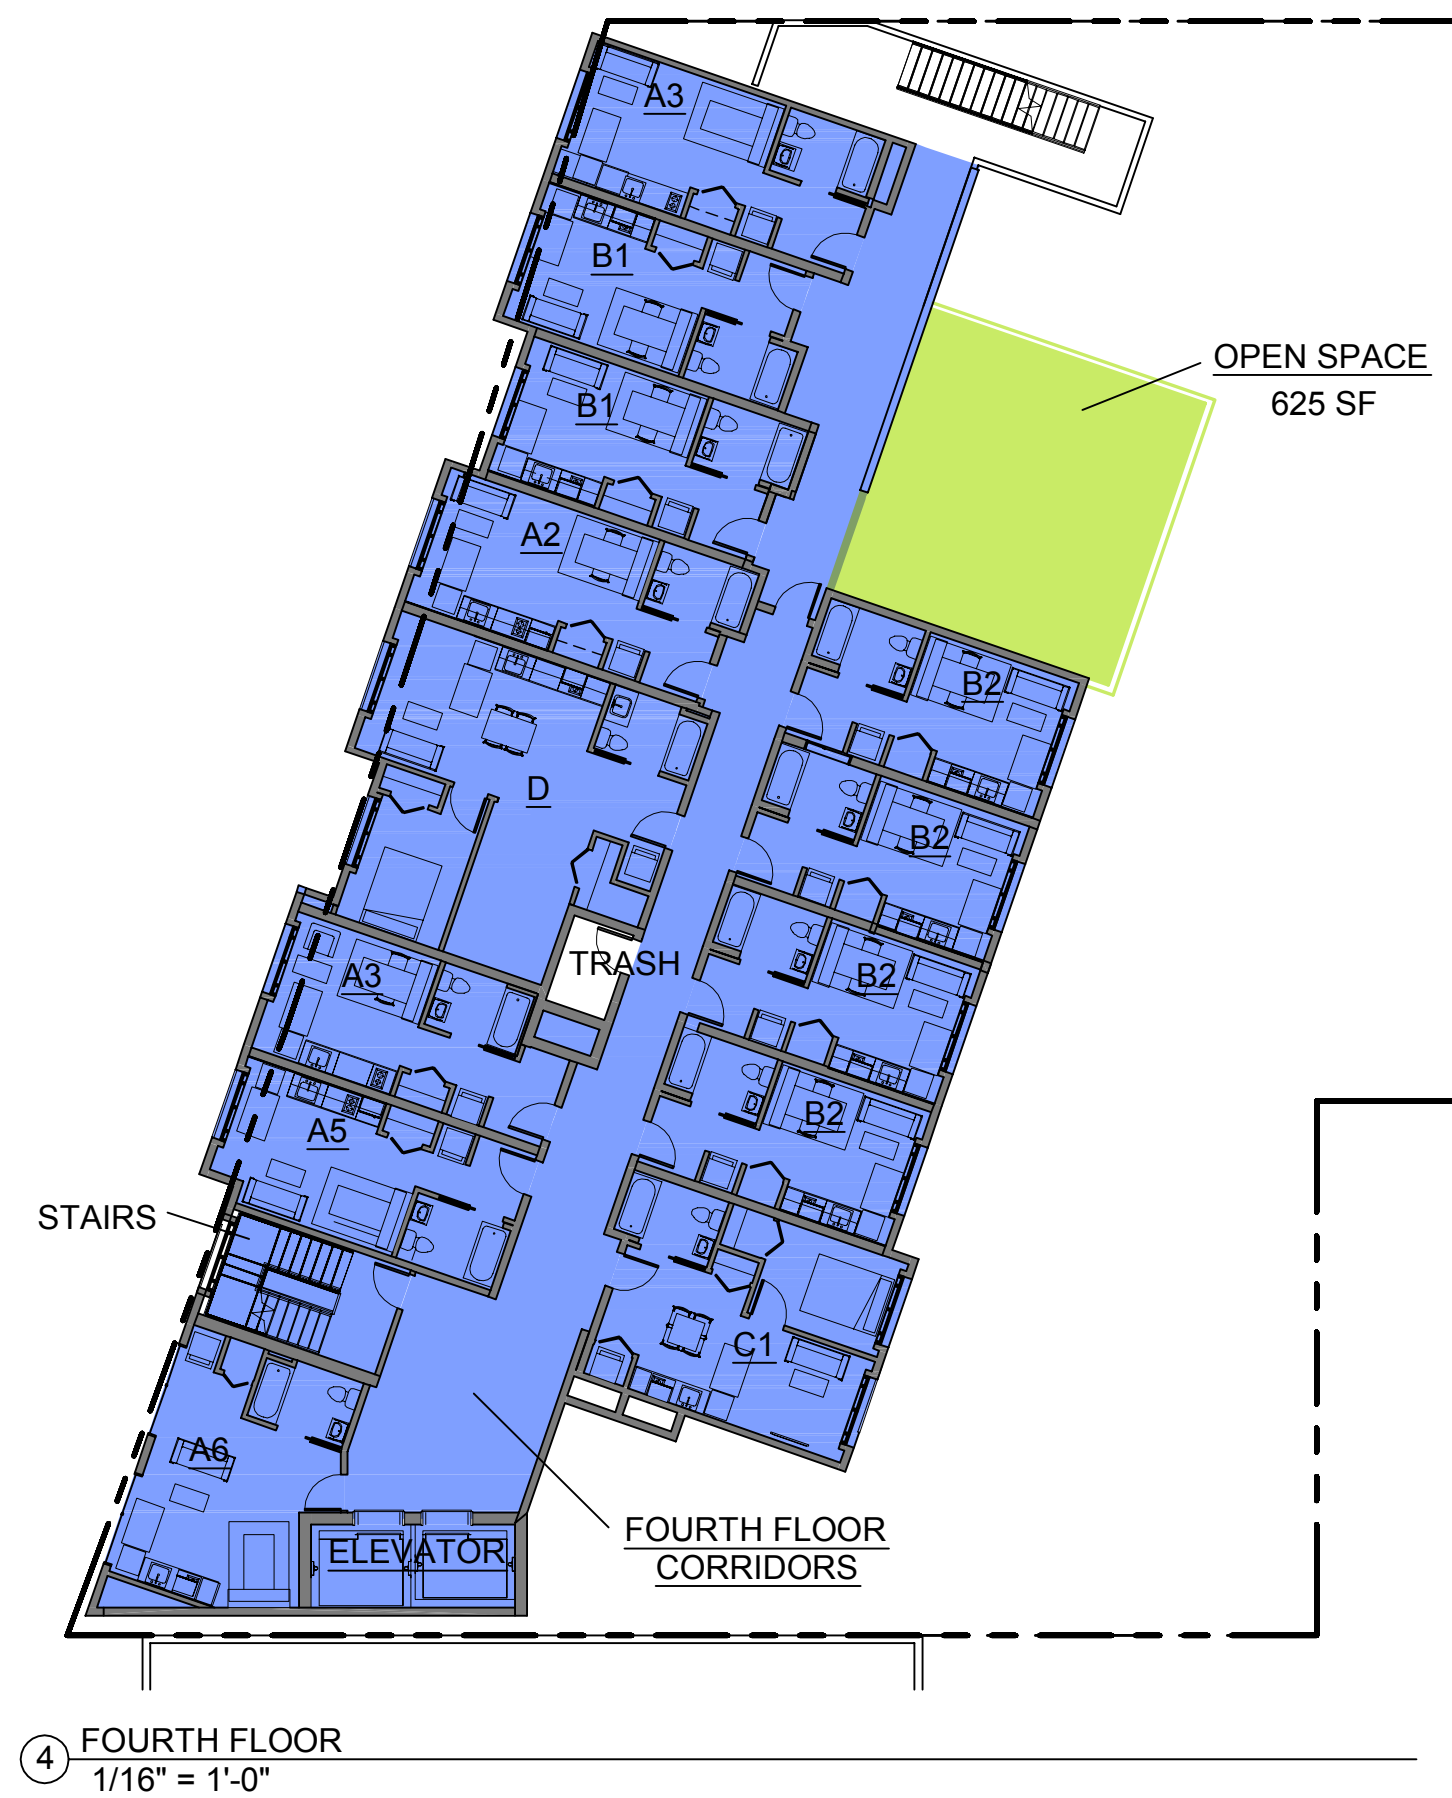 A3
B1
OPEN SPACE
625 SF
B1
A2
B2
D
B2
TRASH
A3
B2
B2
A5
STAIRS
C1
A6
FOURTH FLOOR
CORRIDORS
ELEVATOR
4
FOURTH FLOOR
1/16" = 1'-0"